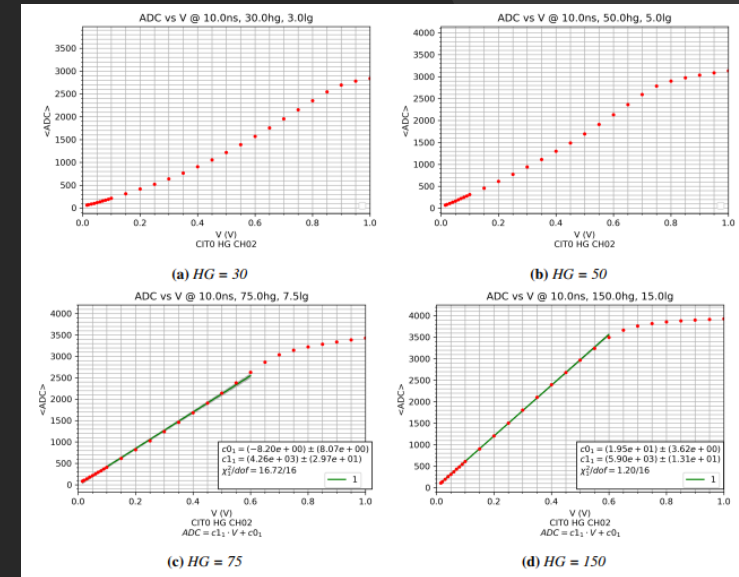 ADC vs V @ 10.0ns, 30.0hg, 3.0lg
<ADC>
3500
3000
2500
2000
1500
1000
500
0
0.0 0.2 0.4 0.6 0.8 1.0
V (V)
CIT0 HG CH02
(a) HG = 30
ADC vs V @ 10.0ns, 50.0hg, 5.0lg
<ADC>
4000
3500
3000
2500
2000
1500
1000
500
0
0.0 0.2 0.4 0.6 0.8 1.0
V (V)
CIT0 HG CH02
(b) HG = 50
ADC vs V @ 10.0ns, 75.0hg, 7.5lg
<ADC>
4000
3500
3000
2500
2000
1500
1000
500
0
c0₁ = (−8.20e + 00) ± (8.07e + 00)
c1₁ = (4.26e + 03) ± (2.97e + 01)
χ²₁/dof = 16.72/16
1
0.0 0.2 0.4 0.6 0.8 1.0
V (V)
CIT0 HG CH02
ADC = c1₁ · V + c0₁
(c) HG = 75
ADC vs V @ 10.0ns, 150.0hg, 15.0lg
<ADC>
4000
3500
3000
2500
2000
1500
1000
500
0
c0₁ = (1.95e + 01) ± (3.62e + 00)
c1₁ = (5.90e + 03) ± (1.31e + 01)
χ²₁/dof = 1.20/16
1
0.0 0.2 0.4 0.6 0.8 1.0
V (V)
CIT0 HG CH02
ADC = c1₁ · V + c0₁
(d) HG = 150